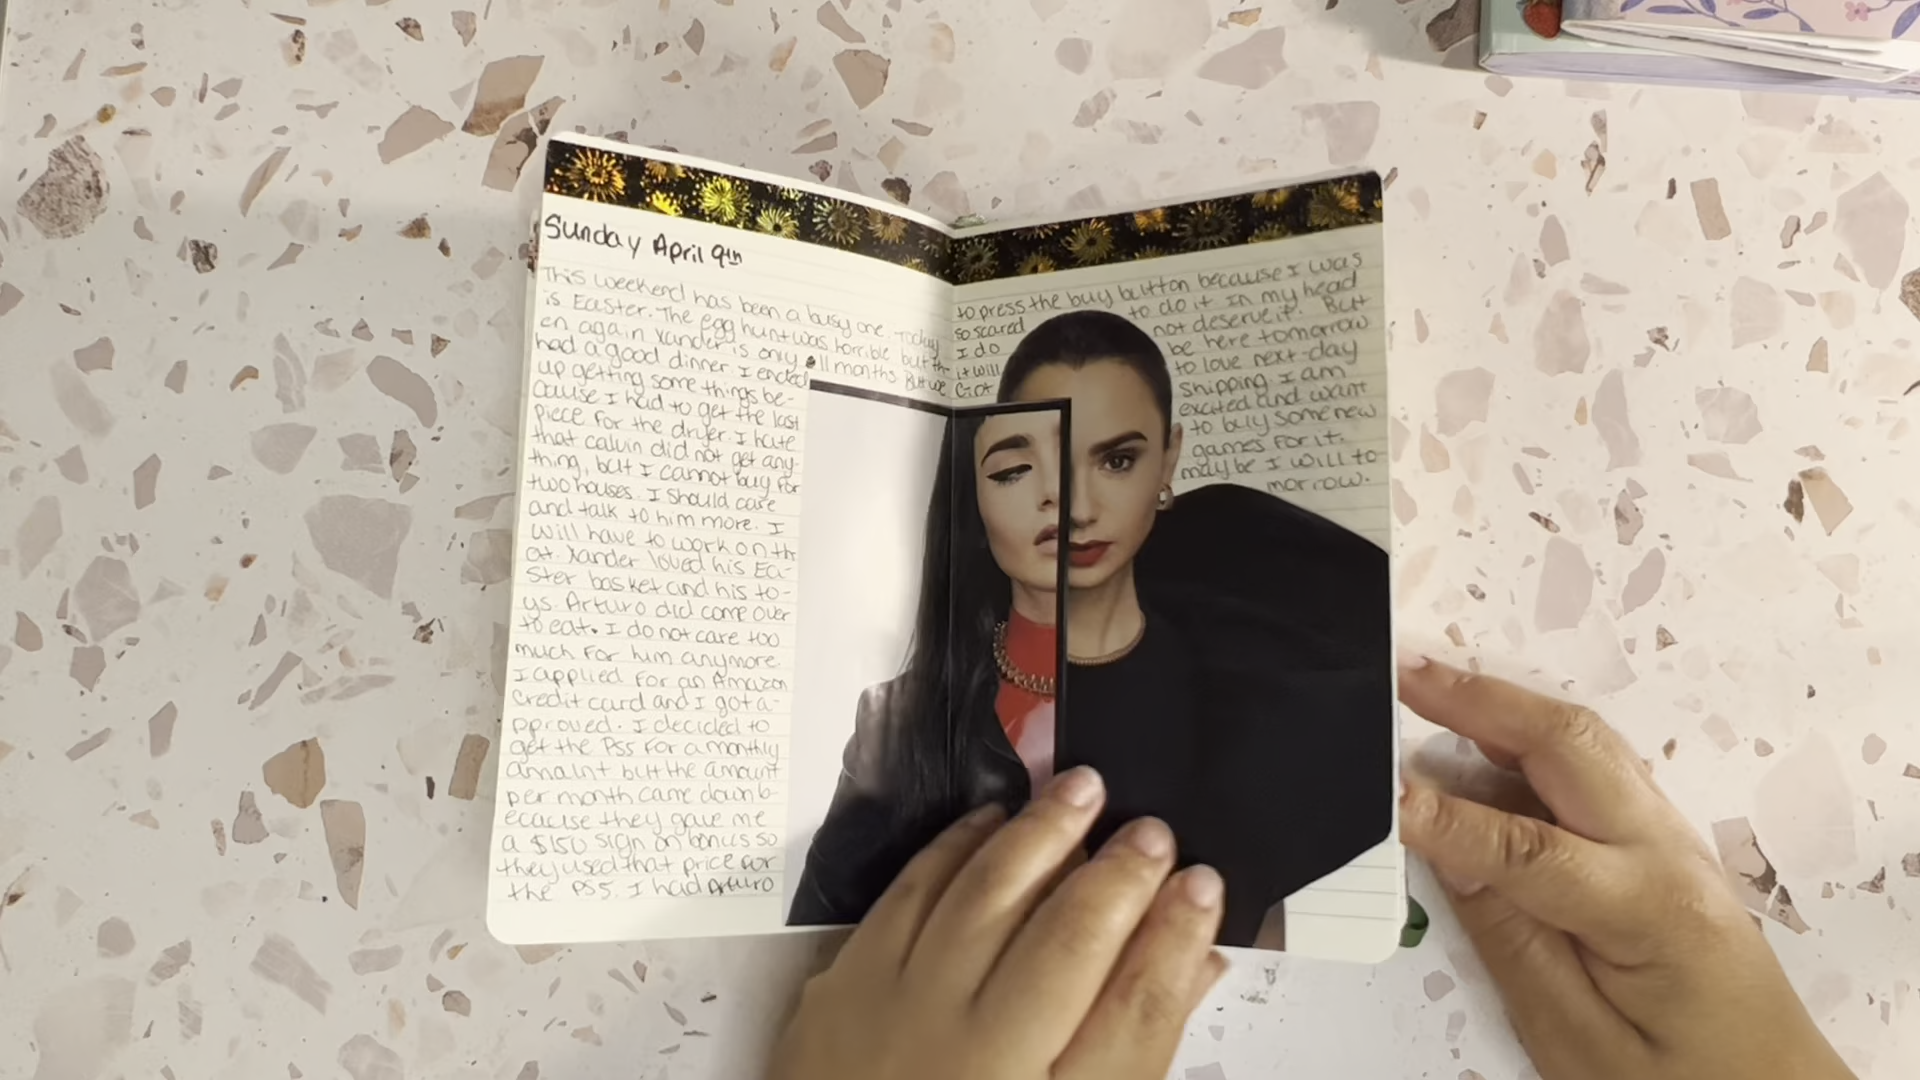 Sunday April 9th
This weekend has been a busy one. Today
is Easter. The egg hunt was horrible but th-
en again Xander is only 11 months. But we
had a good dinner. I ended
up getting some things be-
cause I had to get the last
piece for the dryer. I hate
that calvin did not get any-
thing, but I cannot buy for
two houses. I should care
and talk to him more. I
will have to work on th
at. Xander loved his Ea-
ster basket and his to-
ys. Arturo did come over
to eat. I do not care too
much for him anymore.
I applied for an Amazon
credit card and I got a-
pproved. I decided to
get the PS5 for a monthly
amaint but the amount
per month came down b-
ecause they gave me
a $150 sign on bonus so
they used that price for
the PS5. I had Arturo
to press the buy button because I was
so scared to do it in my head
I do not deserve it. But
it will be here tomorrow
Got to love next-day
shipping. I am
excited and want
to buy some new
games for it.
maybe I will to
morrow.